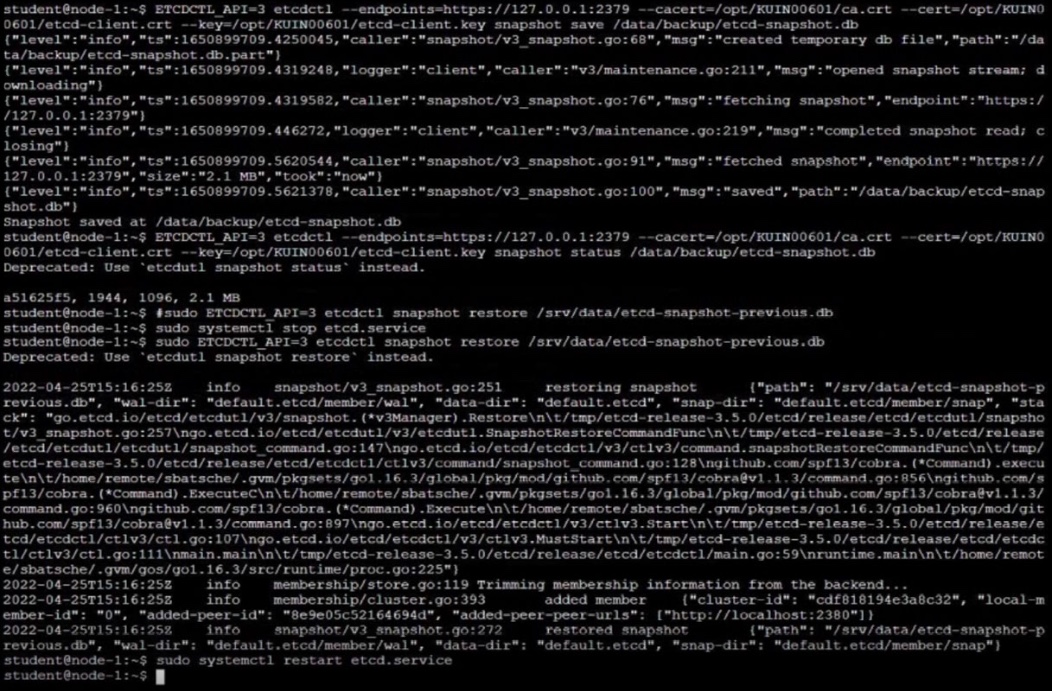 student@node-1:~$ ETCDCTL_API=3 etcdctl --endpoints=https://127.0.0.1:2379 --cacert=/opt/KUIN00601/ca.crt --cert=/opt/KUIN0
0601/etcd-client.crt --key=/opt/KUIN00601/etcd-client.key snapshot save /data/backup/etcd-snapshot.db
{"level":"info","ts":1650899709.4250045,"caller":"snapshot/v3_snapshot.go:68","msg":"created temporary db file","path":"/da
ta/backup/etcd-snapshot.db.part"}
{"level":"info","ts":1650899709.4319248,"logger":"client","caller":"v3/maintenance.go:211","msg":"opened snapshot stream; d
ownloading"}
{"level":"info","ts":1650899709.4319582,"caller":"snapshot/v3_snapshot.go:76","msg":"fetching snapshot","endpoint":"https:/
/127.0.0.1:2379"}
{"level":"info","ts":1650899709.446272,"logger":"client","caller":"v3/maintenance.go:219","msg":"completed snapshot read; c
losing"}
{"level":"info","ts":1650899709.5620544,"caller":"snapshot/v3_snapshot.go:91","msg":"fetched snapshot","endpoint":"https://
127.0.0.1:2379","size":"2.1 MB","took":"now"}
{"level":"info","ts":1650899709.5621378,"caller":"snapshot/v3_snapshot.go:100","msg":"saved","path":"/data/backup/etcd-snap
shot.db"}
Snapshot saved at /data/backup/etcd-snapshot.db
student@node-1:~$ ETCDCTL_API=3 etcdctl --endpoints=https://127.0.0.1:2379 --cacert=/opt/KUIN00601/ca.crt --cert=/opt/KUIN0
0601/etcd-client.crt --key=/opt/KUIN00601/etcd-client.key snapshot status /data/backup/etcd-snapshot.db
Deprecated: Use `etcdutl snapshot status` instead.
a51625f5, 1944, 1096, 2.1 MB
student@node-1:~$ #sudo ETCDCTL_API=3 etcdctl snapshot restore /srv/data/etcd-snapshot-previous.db
student@node-1:~$ sudo systemctl stop etcd.service
student@node-1:~$ sudo ETCDCTL_API=3 etcdctl snapshot restore /srv/data/etcd-snapshot-previous.db
Deprecated: Use `etcdutl snapshot restore` instead.
2022-04-25T15:16:25Z    info    snapshot/v3_snapshot.go:251     restoring snapshot      {"path": "/srv/data/etcd-snapshot-p
revious.db", "wal-dir": "default.etcd/member/wal", "data-dir": "default.etcd", "snap-dir": "default.etcd/member/snap", "sta
ck": "go.etcd.io/etcd/etcdutl/v3/snapshot.(*v3Manager).Restore\n\t/tmp/etcd-release-3.5.0/etcd/release/etcd/etcdutl/snapsho
t/v3_snapshot.go:257\ngo.etcd.io/etcd/etcdutl/v3/etcdutl.SnapshotRestoreCommandFunc\n\t/tmp/etcd-release-3.5.0/etcd/release
/etcd/etcdutl/etcdutl/snapshot_command.go:147\ngo.etcd.io/etcd/etcdctl/v3/ctlv3/command.snapshotRestoreCommandFunc\n\t/tmp/
etcd-release-3.5.0/etcd/release/etcd/etcdctl/ctlv3/command/snapshot_command.go:128\ngithub.com/spf13/cobra.(*Command).execu
te\n\t/home/remote/sbatsche/.gvm/pkgsets/go1.16.3/global/pkg/mod/github.com/spf13/cobra@v1.1.3/command.go:856\ngithub.com/s
pf13/cobra.(*Command).ExecuteC\n\t/home/remote/sbatsche/.gvm/pkgsets/go1.16.3/global/pkg/mod/github.com/spf13/cobra@v1.1.3/
command.go:960\ngithub.com/spf13/cobra.(*Command).Execute\n\t/home/remote/sbatsche/.gvm/pkgsets/go1.16.3/global/pkg/mod/git
hub.com/spf13/cobra@v1.1.3/command.go:897\ngo.etcd.io/etcd/etcdctl/v3/ctlv3.Start\n\t/tmp/etcd-release-3.5.0/etcd/release/e
tcd/etcdctl/ctlv3/ctl.go:107\ngo.etcd.io/etcd/etcdctl/v3/ctlv3.MustStart\n\t/tmp/etcd-release-3.5.0/etcd/release/etcd/etcdc
tl/ctlv3/ctl.go:111\nmain.main\n\t/tmp/etcd-release-3.5.0/etcd/release/etcd/etcdctl/main.go:59\nruntime.main\n\t/home/remot
e/sbatsche/.gvm/gos/go1.16.3/src/runtime/proc.go:225"}
2022-04-25T15:16:25Z    info    membership/store.go:119 Trimming membership information from the backend...
2022-04-25T15:16:25Z    info    membership/cluster.go:393       added member    {"cluster-id": "cdf818194e3a8c32", "local-m
ember-id": "0", "added-peer-id": "8e9e05c52164694d", "added-peer-peer-urls": ["http://localhost:2380"]}
2022-04-25T15:16:25Z    info    snapshot/v3_snapshot.go:272     restored snapshot       {"path": "/srv/data/etcd-snapshot-p
revious.db", "wal-dir": "default.etcd/member/wal", "data-dir": "default.etcd", "snap-dir": "default.etcd/member/snap"}
student@node-1:~$ sudo systemctl restart etcd.service
student@node-1:~$